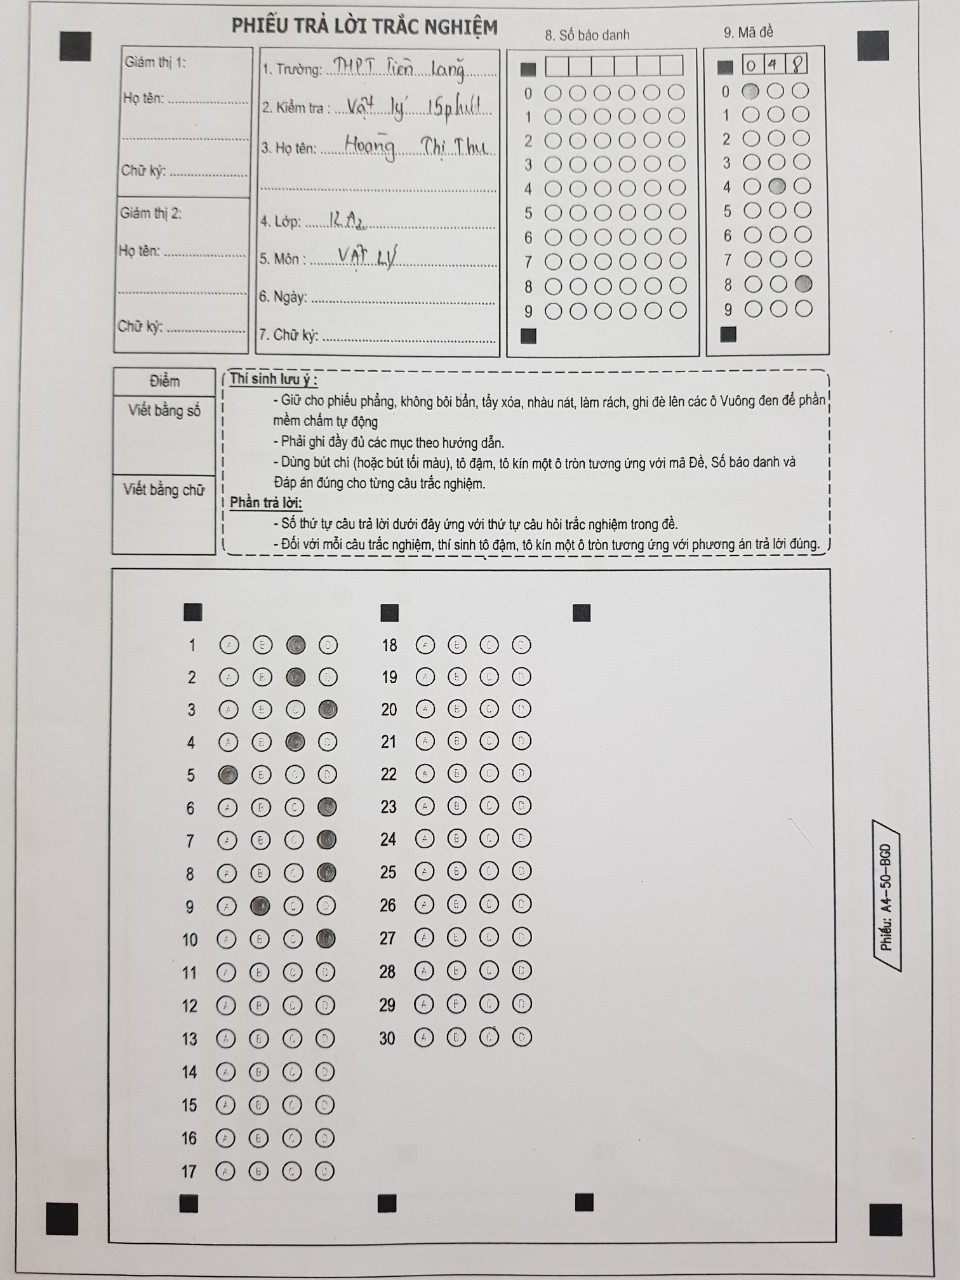 PHIẾU TRẢ LỜI TRẮC NGHIỆM
Giám thị 1:
Họ tên:
Chữ ký:
Giám thị 2:
Họ tên:
Chữ ký:
1. Trường: THPT Tiên Lãng
2. Kiểm tra : Vật lý 15 phút
3. Họ tên: Hoàng Thị Thu
4. Lớp: 12A2
5. Môn : VẬT LÝ
6. Ngày:
7. Chữ ký:
8. Số báo danh
0
1
2
3
4
5
6
7
8
9
9. Mã đề
0 4 8
0
1
2
3
4
5
6
7
8
9
Điểm
Viết bằng số
Viết bằng chữ
Thí sinh lưu ý :
- Giữ cho phiếu phẳng, không bôi bẩn, tẩy xóa, nhàu nát, làm rách, ghi đè lên các ô Vuông đen để phần
mềm chấm tự động
- Phải ghi đầy đủ các mục theo hướng dẫn.
- Dùng bút chì (hoặc bút tối màu), tô đậm, tô kín một ô tròn tương ứng với mã Đề, Số báo danh và
Đáp án đúng cho từng câu trắc nghiệm.
Phần trả lời:
- Số thứ tự câu trả lời dưới đây ứng với thứ tự câu hỏi trắc nghiệm trong đề.
- Đối với mỗi câu trắc nghiệm, thí sinh tô đậm, tô kín một ô tròn tương ứng với phương án trả lời đúng.
1 A B D
2 A B D
3 A B C
4 A B D
5 B C D
6 A B C
7 A B C
8 A B C
9 A C D
10 A B C
11 A B C D
12 A B C D
13 A B C D
14 A B C D
15 A B C D
16 A B C D
17 A B C D
18 A B C D
19 A B C D
20 A B C D
21 A B C D
22 A B C D
23 A B C D
24 A B C D
25 A B C D
26 A B C D
27 A B C D
28 A B C D
29 A B C D
30 A B C D
Phiếu: A4-50-BGD